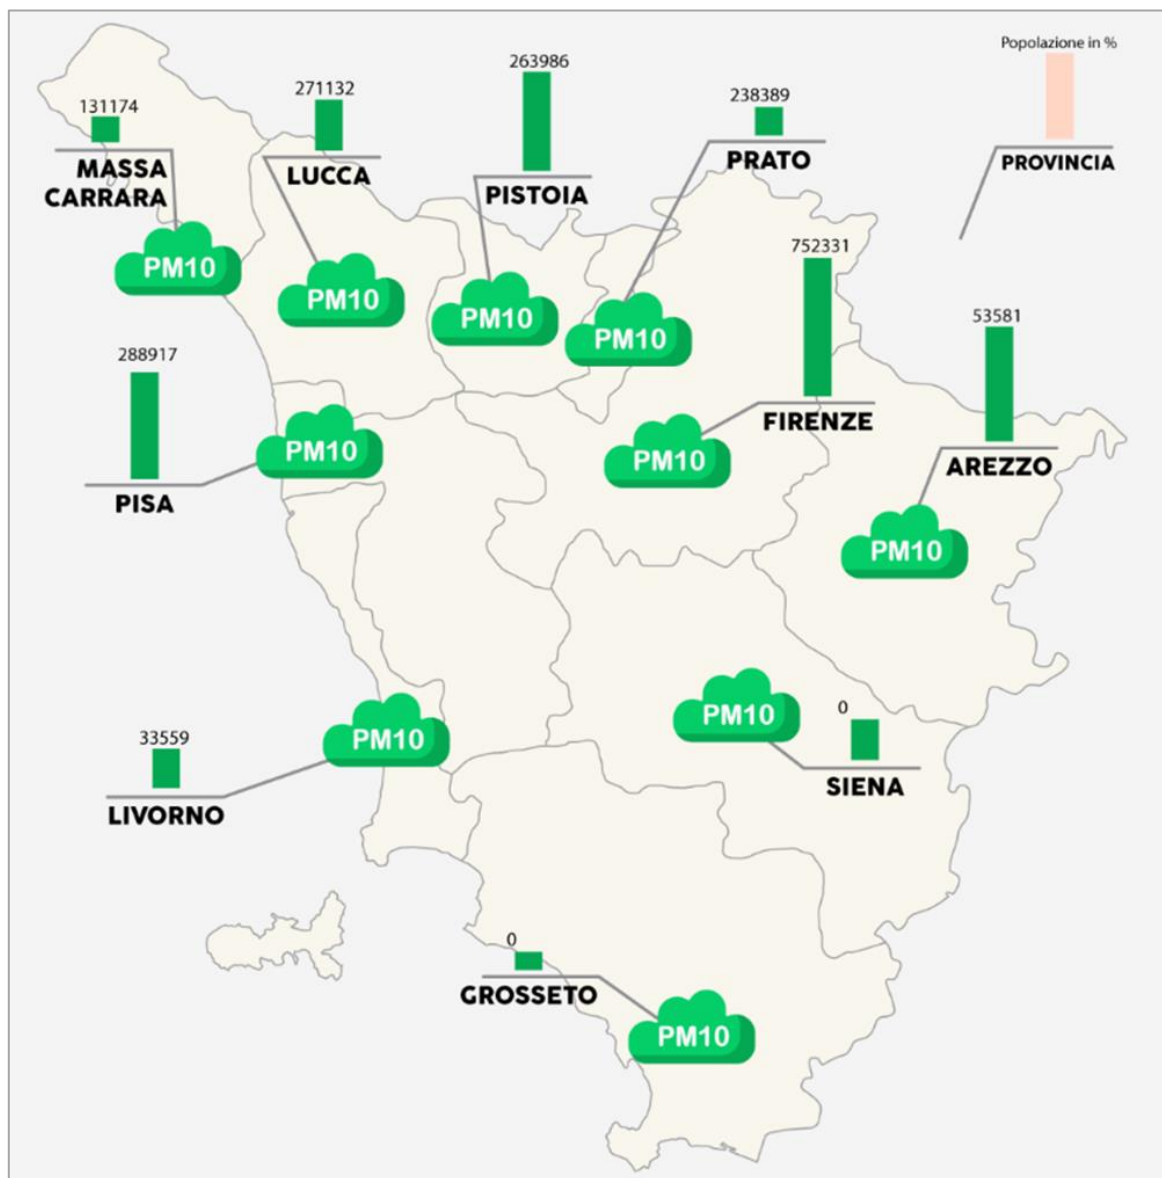 Popolazione in %
PROVINCIA
131174
MASSA
CARRARA
PM10
271132
LUCCA
PM10
263986
PISTOIA
PM10
238389
PRATO
PM10
752331
FIRENZE
PM10
53581
AREZZO
PM10
288917
PISA
PM10
33559
LIVORNO
PM10
0
SIENA
PM10
0
GROSSETO
PM10